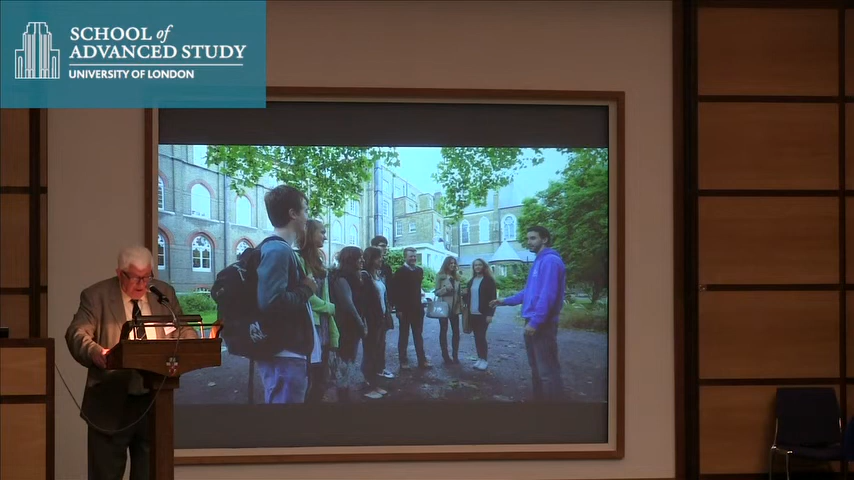 SCHOOL of
ADVANCED STUDY
UNIVERSITY OF LONDON